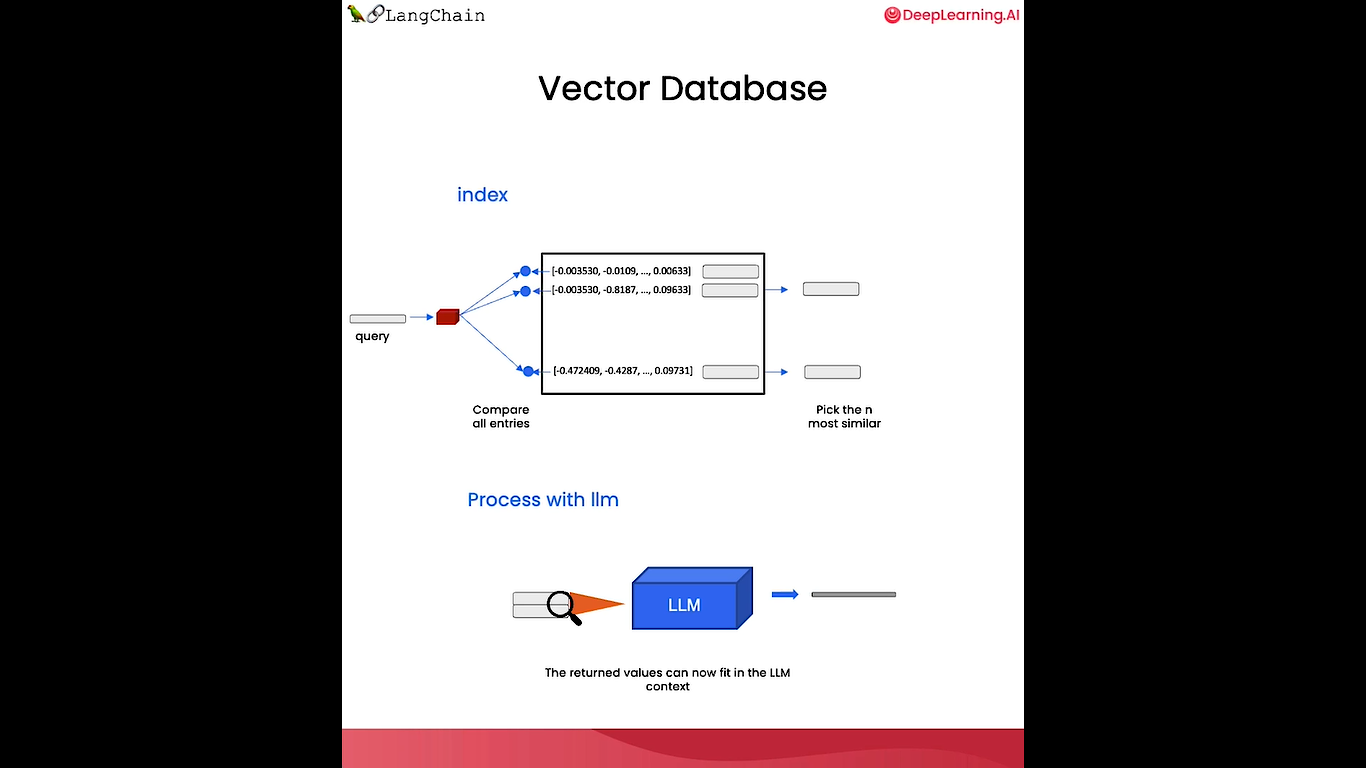 LangChain
DeepLearning.AI
Vector Database
index
[-0.003530, -0.0109, ..., 0.00633]
[-0.003530, -0.8187, ..., 0.09633]
query
[-0.472409, -0.4287, ..., 0.09731]
Compare
all entries
Pick the n
most similar
Process with llm
LLM
The returned values can now fit in the LLM
context